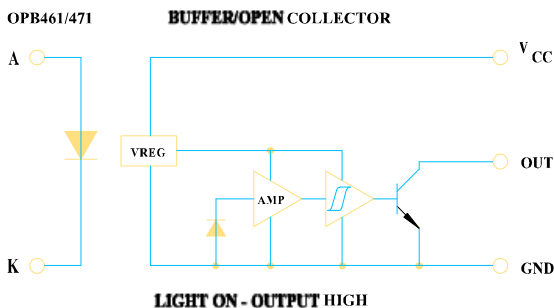 OPB461/471 BUFFER/OPEN COLLECTOR
A
VCC
VREG
OUT
AMP
K
GND
LIGHT ON - OUTPUT HIGH